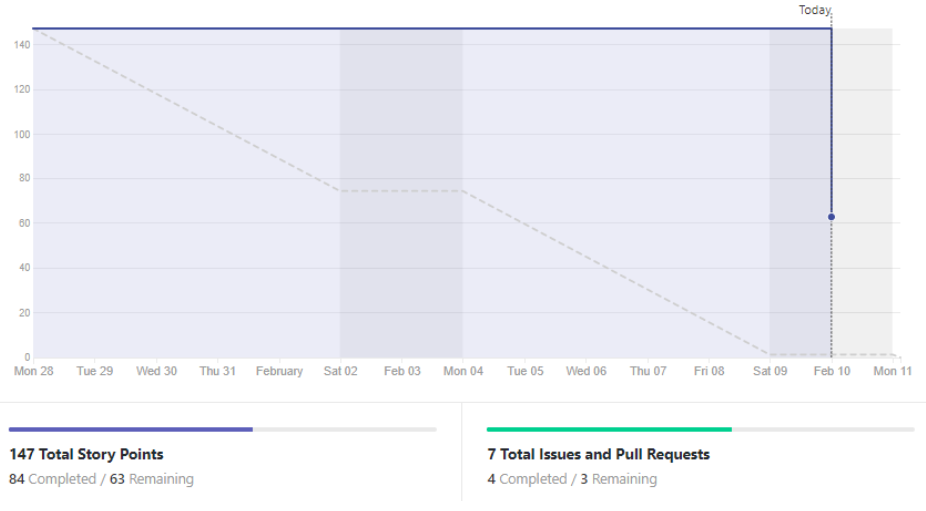 Today
140
120
100
80
60
40
20
0
Mon 28 Tue 29 Wed 30 Thu 31 February Sat 02 Feb 03 Mon 04 Tue 05 Wed 06 Thu 07 Fri 08 Sat 09 Feb 10 Mon 11
147 Total Story Points
84 Completed / 63 Remaining
7 Total Issues and Pull Requests
4 Completed / 3 Remaining